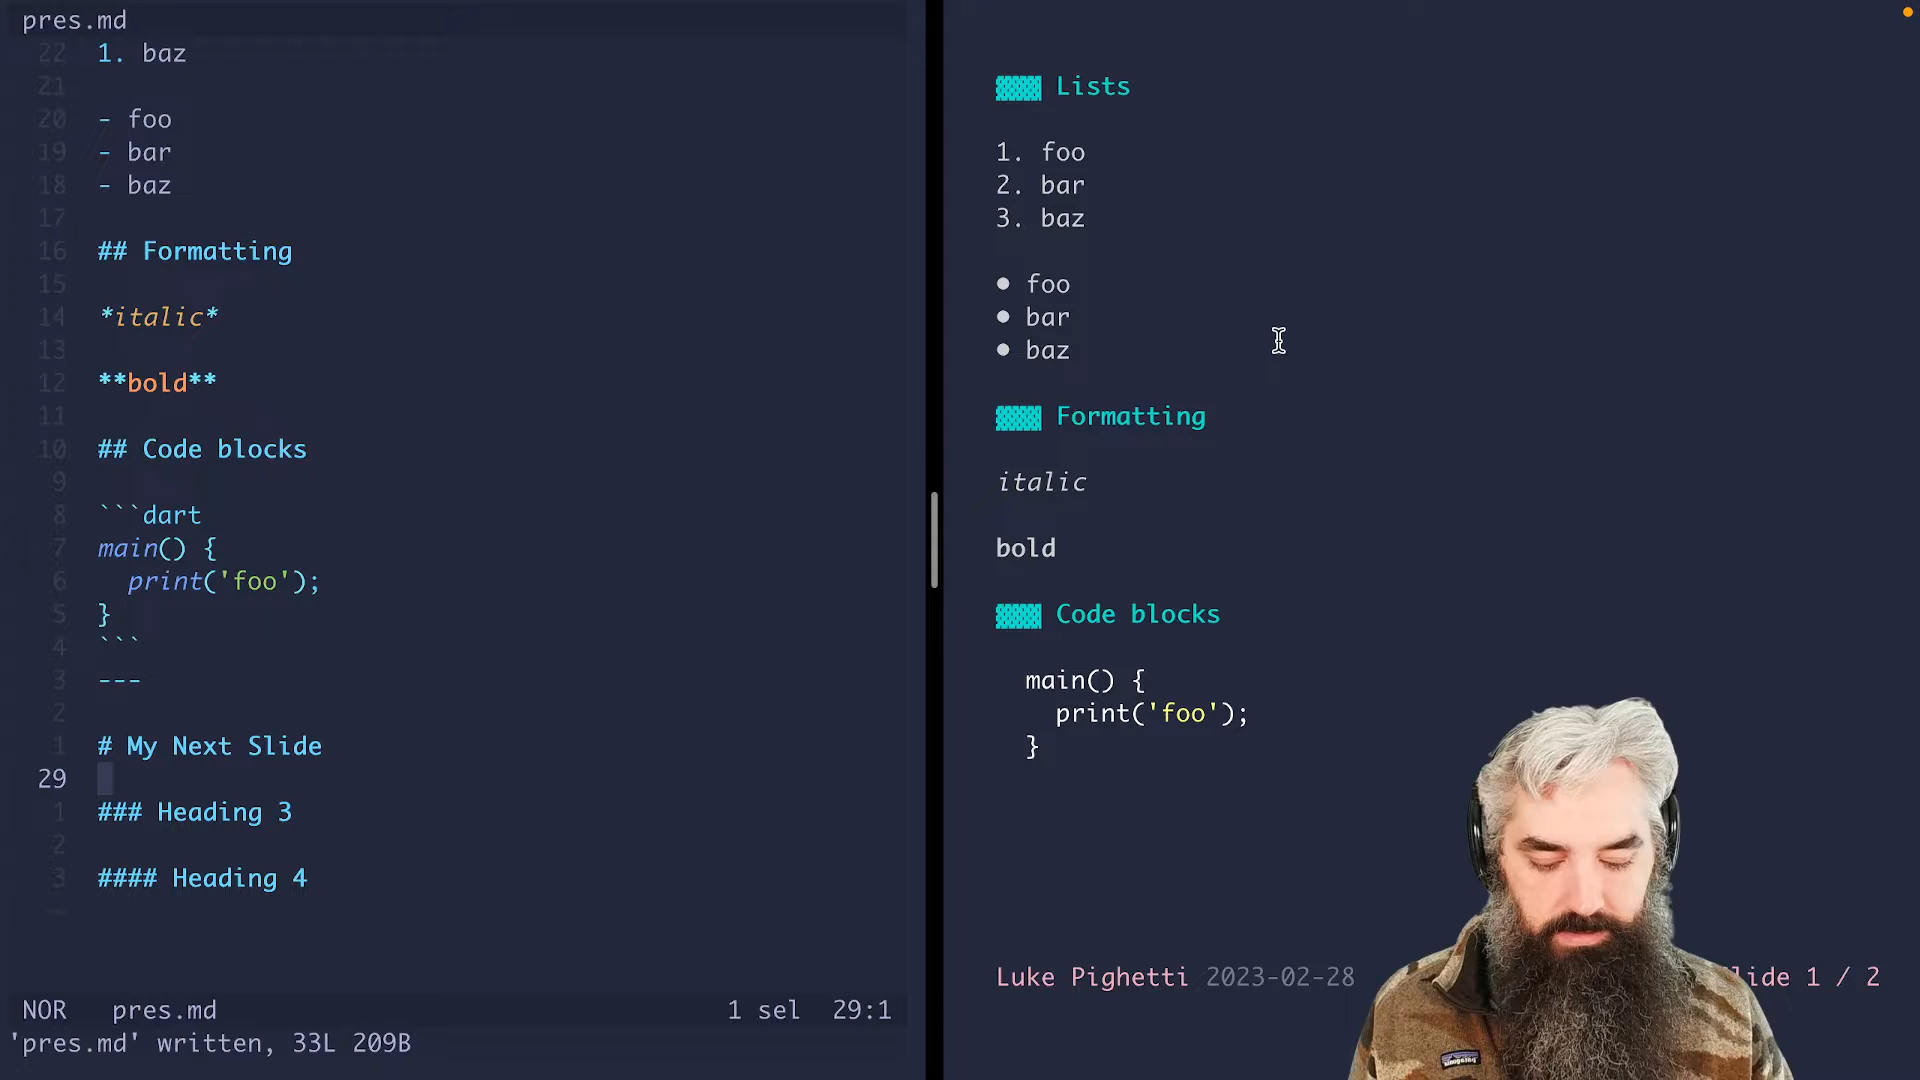 pres.md
22 1. baz
21
20 - foo
19 - bar
18 - baz
17
16 ## Formatting
15
14 *italic*
13
12 **bold**
11
10 ## Code blocks
9
8 ```dart
7 main() {
6   print('foo');
5 }
4 ```
3 ---
2
1 # My Next Slide
29
1 ### Heading 3
2
3 #### Heading 4
NOR pres.md 1 sel 29:1
'pres.md' written, 33L 209B
Lists
1. foo
2. bar
3. baz
● foo
● bar
● baz
Formatting
italic
bold
Code blocks
main() {
  print('foo');
}
Luke Pighetti 2023-02-28 lide 1 / 2